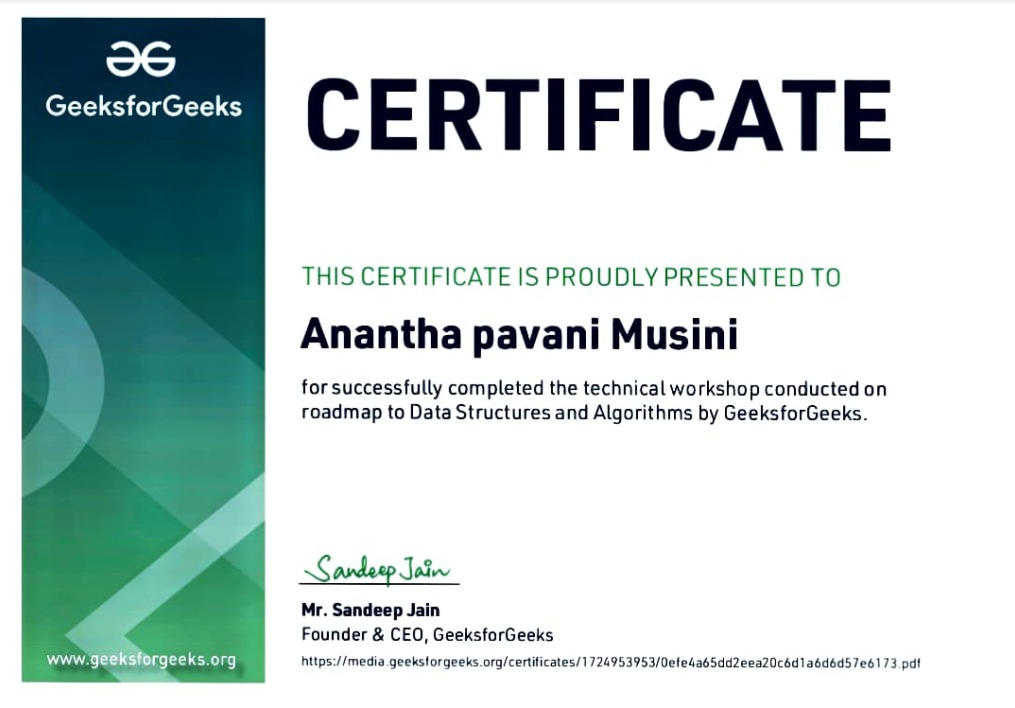 GeeksforGeeks
CERTIFICATE
THIS CERTIFICATE IS PROUDLY PRESENTED TO
Anantha pavani Musini
for successfully completed the technical workshop conducted on
roadmap to Data Structures and Algorithms by GeeksforGeeks.
Sandeep Jain
Mr. Sandeep Jain
Founder & CEO, GeeksforGeeks
https://media.geeksforgeeks.org/certificates/1724953953/0efe4a65dd2eea20c6d1a6d6d57e6173.pdf
www.geeksforgeeks.org